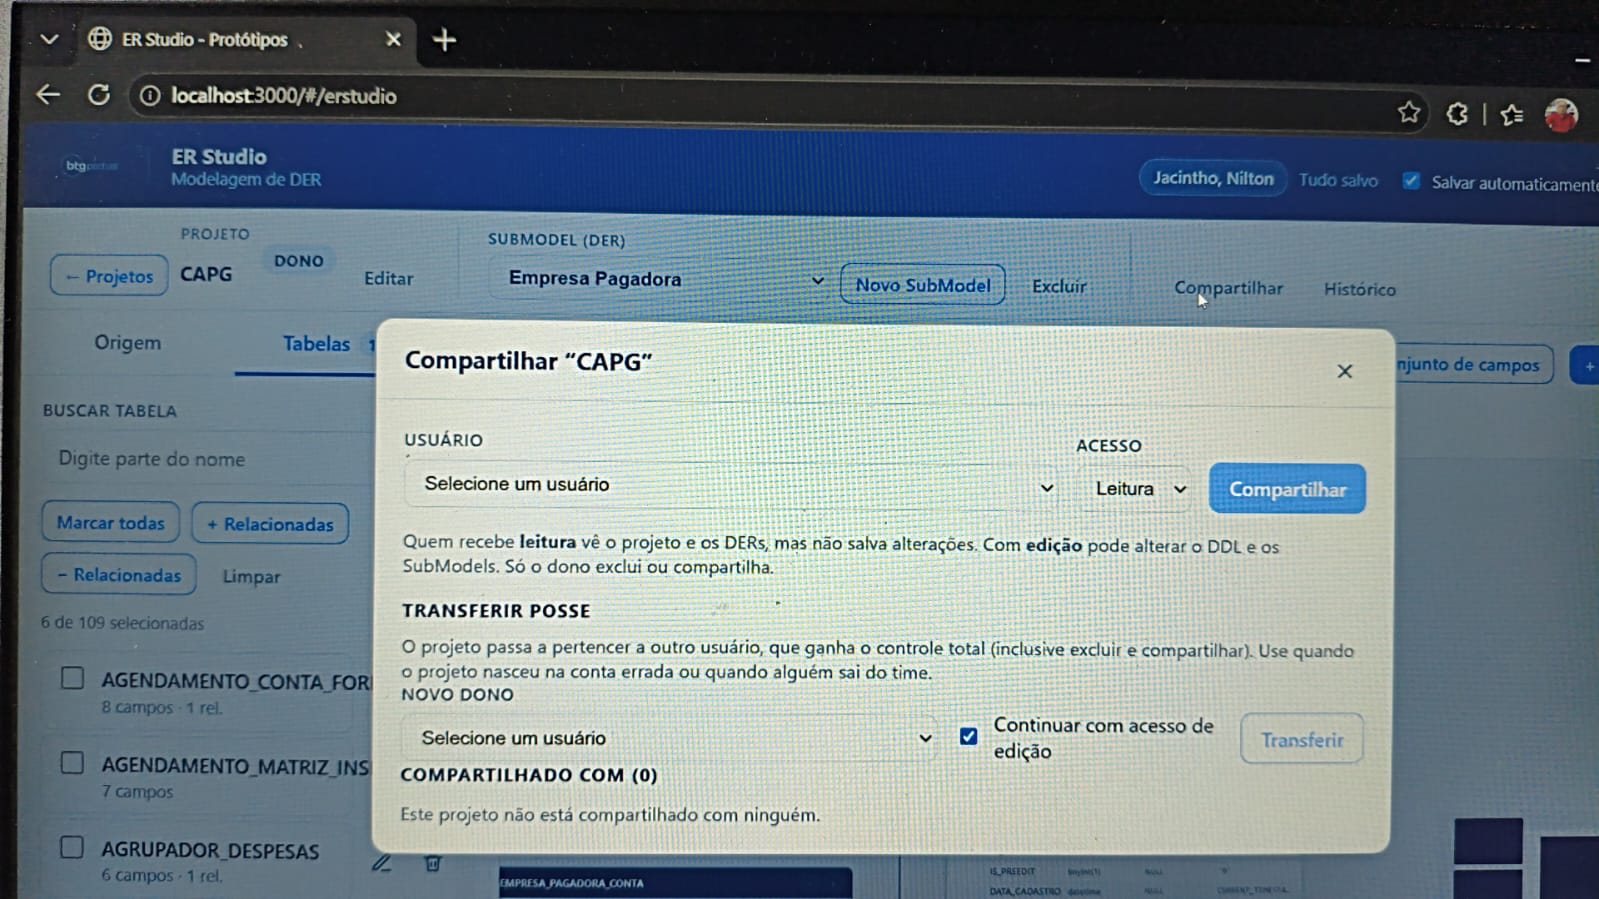 ER Studio - Protótipos
localhost:3000/#/erstudio
btg
ER Studio
Modelagem de DER
Jacintho, Nilton
Tudo salvo
Salvar automaticamente
PROJETO
CAPG
DONO
← Projetos
Editar
SUBMODEL (DER)
Empresa Pagadora
Novo SubModel
Excluir
Compartilhar
Histórico
Origem
Tabelas 1
njunto de campos
+
BUSCAR TABELA
Digite parte do nome
Marcar todas
+ Relacionadas
− Relacionadas
Limpar
6 de 109 selecionadas
AGENDAMENTO_CONTA_FOR
8 campos · 1 rel.
AGENDAMENTO_MATRIZ_INS
7 campos
AGRUPADOR_DESPESAS
6 campos · 1 rel.
Compartilhar “CAPG”
USUÁRIO
ACESSO
Selecione um usuário
Leitura
Compartilhar
Quem recebe leitura vê o projeto e os DERs, mas não salva alterações. Com edição pode alterar o DDL e os
SubModels. Só o dono exclui ou compartilha.
TRANSFERIR POSSE
O projeto passa a pertencer a outro usuário, que ganha o controle total (inclusive excluir e compartilhar). Use quando
o projeto nasceu na conta errada ou quando alguém sai do time.
NOVO DONO
Selecione um usuário
Continuar com acesso de
edição
Transferir
COMPARTILHADO COM (0)
Este projeto não está compartilhado com ninguém.
EMPRESA_PAGADORA_CONTA
DATA_CADASTRO datetime NULL